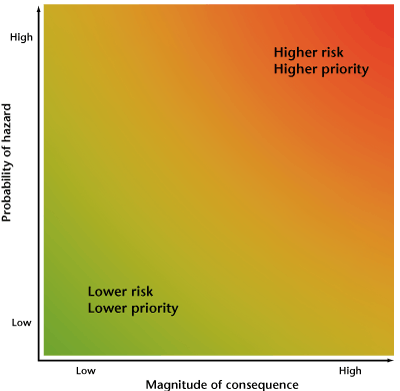 High
Higher risk
Higher priority
Probability of hazard
Lower risk
Lower priority
Low
Low
High
Magnitude of consequence